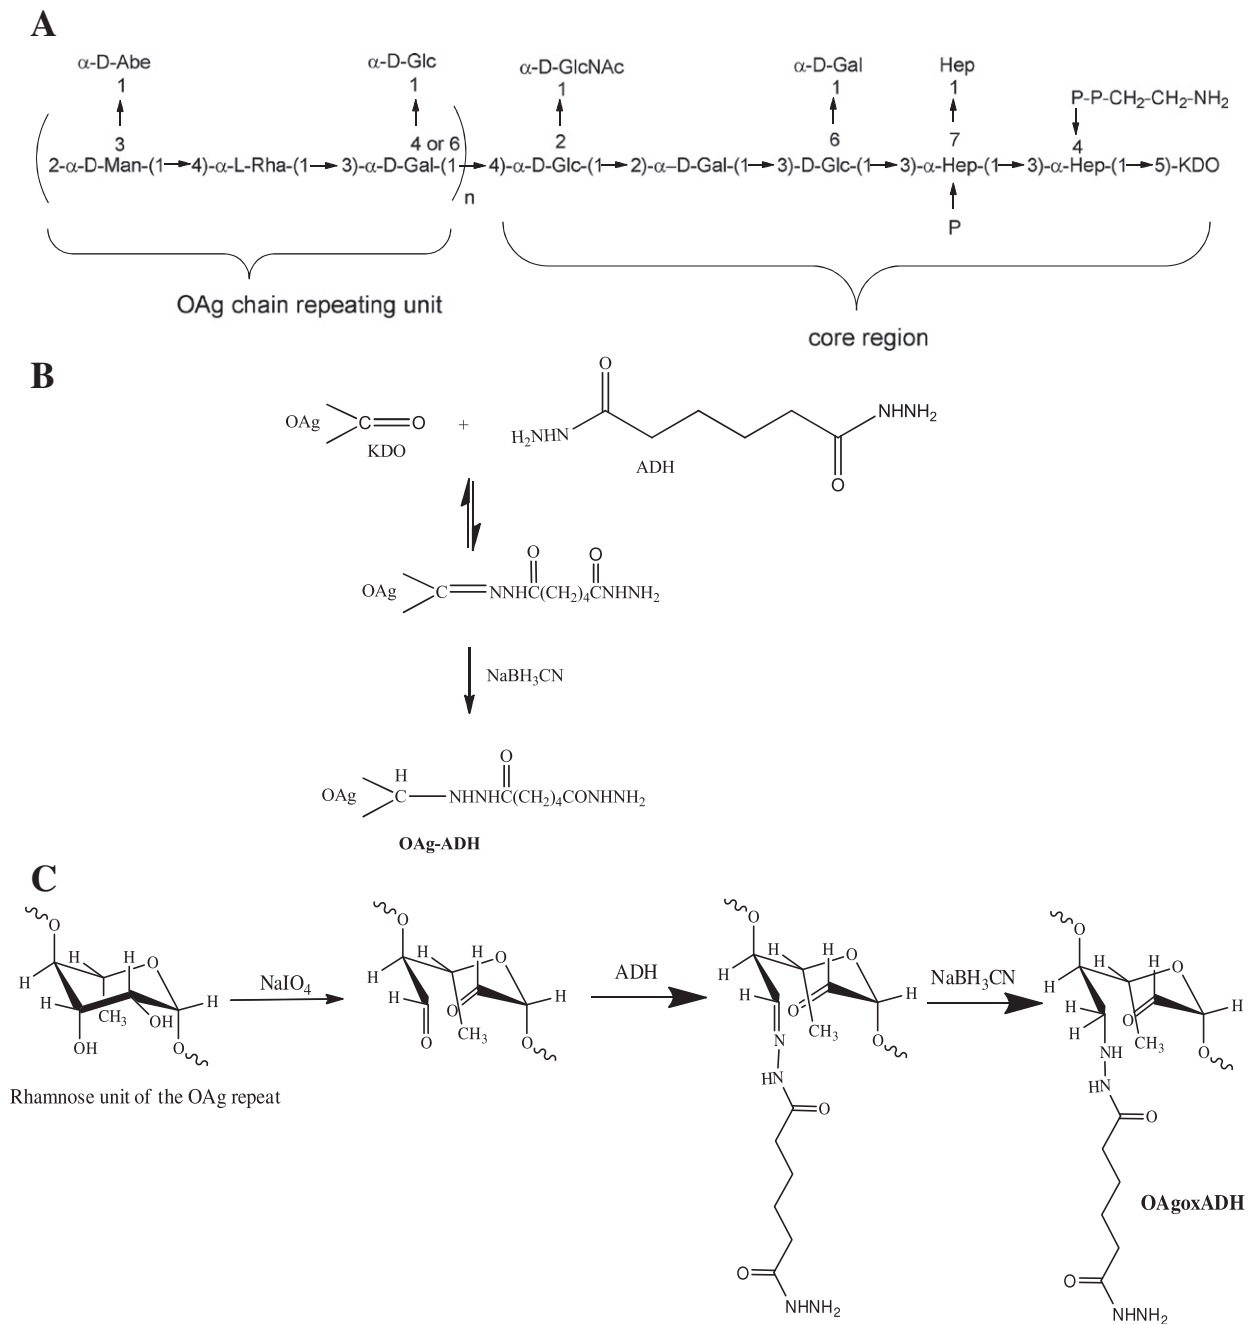 A
α-D-Abe α-D-Glc α-D-GlcNAc α-D-Gal Hep
1 1 1 1 1
P-P-CH2-CH2-NH2
3 4 or 6 2 6 7 4
2-α-D-Man-(1 4)-α-L-Rha-(1 3)-α-D-Gal-(1 4)-α-D-Glc-(1 2)-α–D-Gal-(1 3)-D-Glc-(1 3)-α-Hep-(1 3)-α-Hep-(1 5)-KDO
n
P
OAg chain repeating unit
core region
B
OAg C O
KDO
+
O
H2NHN NHNH2
ADH
O
O O
OAg C NNHC(CH2)4CNHNH2
NaBH3CN
H O
OAg C NHNHC(CH2)4CONHNH2
OAg-ADH
C
O H H O H H CH3 OH OH O H
Rhamnose unit of the OAg repeat
NaIO4
O H H H O H O O CH3 O H
ADH
O H H H O H O CH3 O H
N
HN
O
O
NHNH2
NaBH3CN
O H H H O H H O CH3 O H
NH
HN
O
OAgoxADH
O
NHNH2